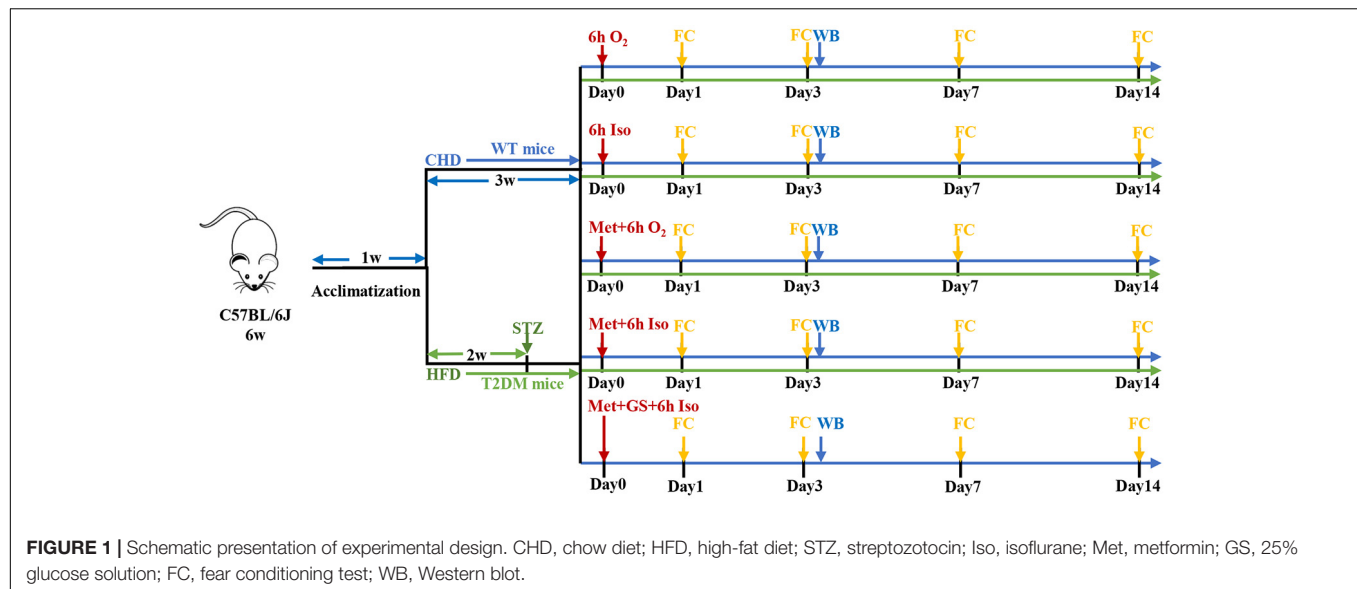 6h O₂
FC
FC WB
FC
FC
Day0
Day1
Day3
Day7
Day14
6h Iso
FC
FC WB
FC
FC
CHD
WT mice
3w
Day0
Day1
Day3
Day7
Day14
Met+6h O₂
FC
FC WB
FC
FC
1w
Acclimatization
Day0
Day1
Day3
Day7
Day14
C57BL/6J
6w
STZ
2w
HFD
T2DM mice
Met+6h Iso
FC
FC WB
FC
FC
Day0
Day1
Day3
Day7
Day14
Met+GS+6h Iso
FC
FC WB
FC
FC
Day0
Day1
Day3
Day7
Day14
FIGURE 1 | Schematic presentation of experimental design. CHD, chow diet; HFD, high-fat diet; STZ, streptozotocin; Iso, isoflurane; Met, metformin; GS, 25%
glucose solution; FC, fear conditioning test; WB, Western blot.